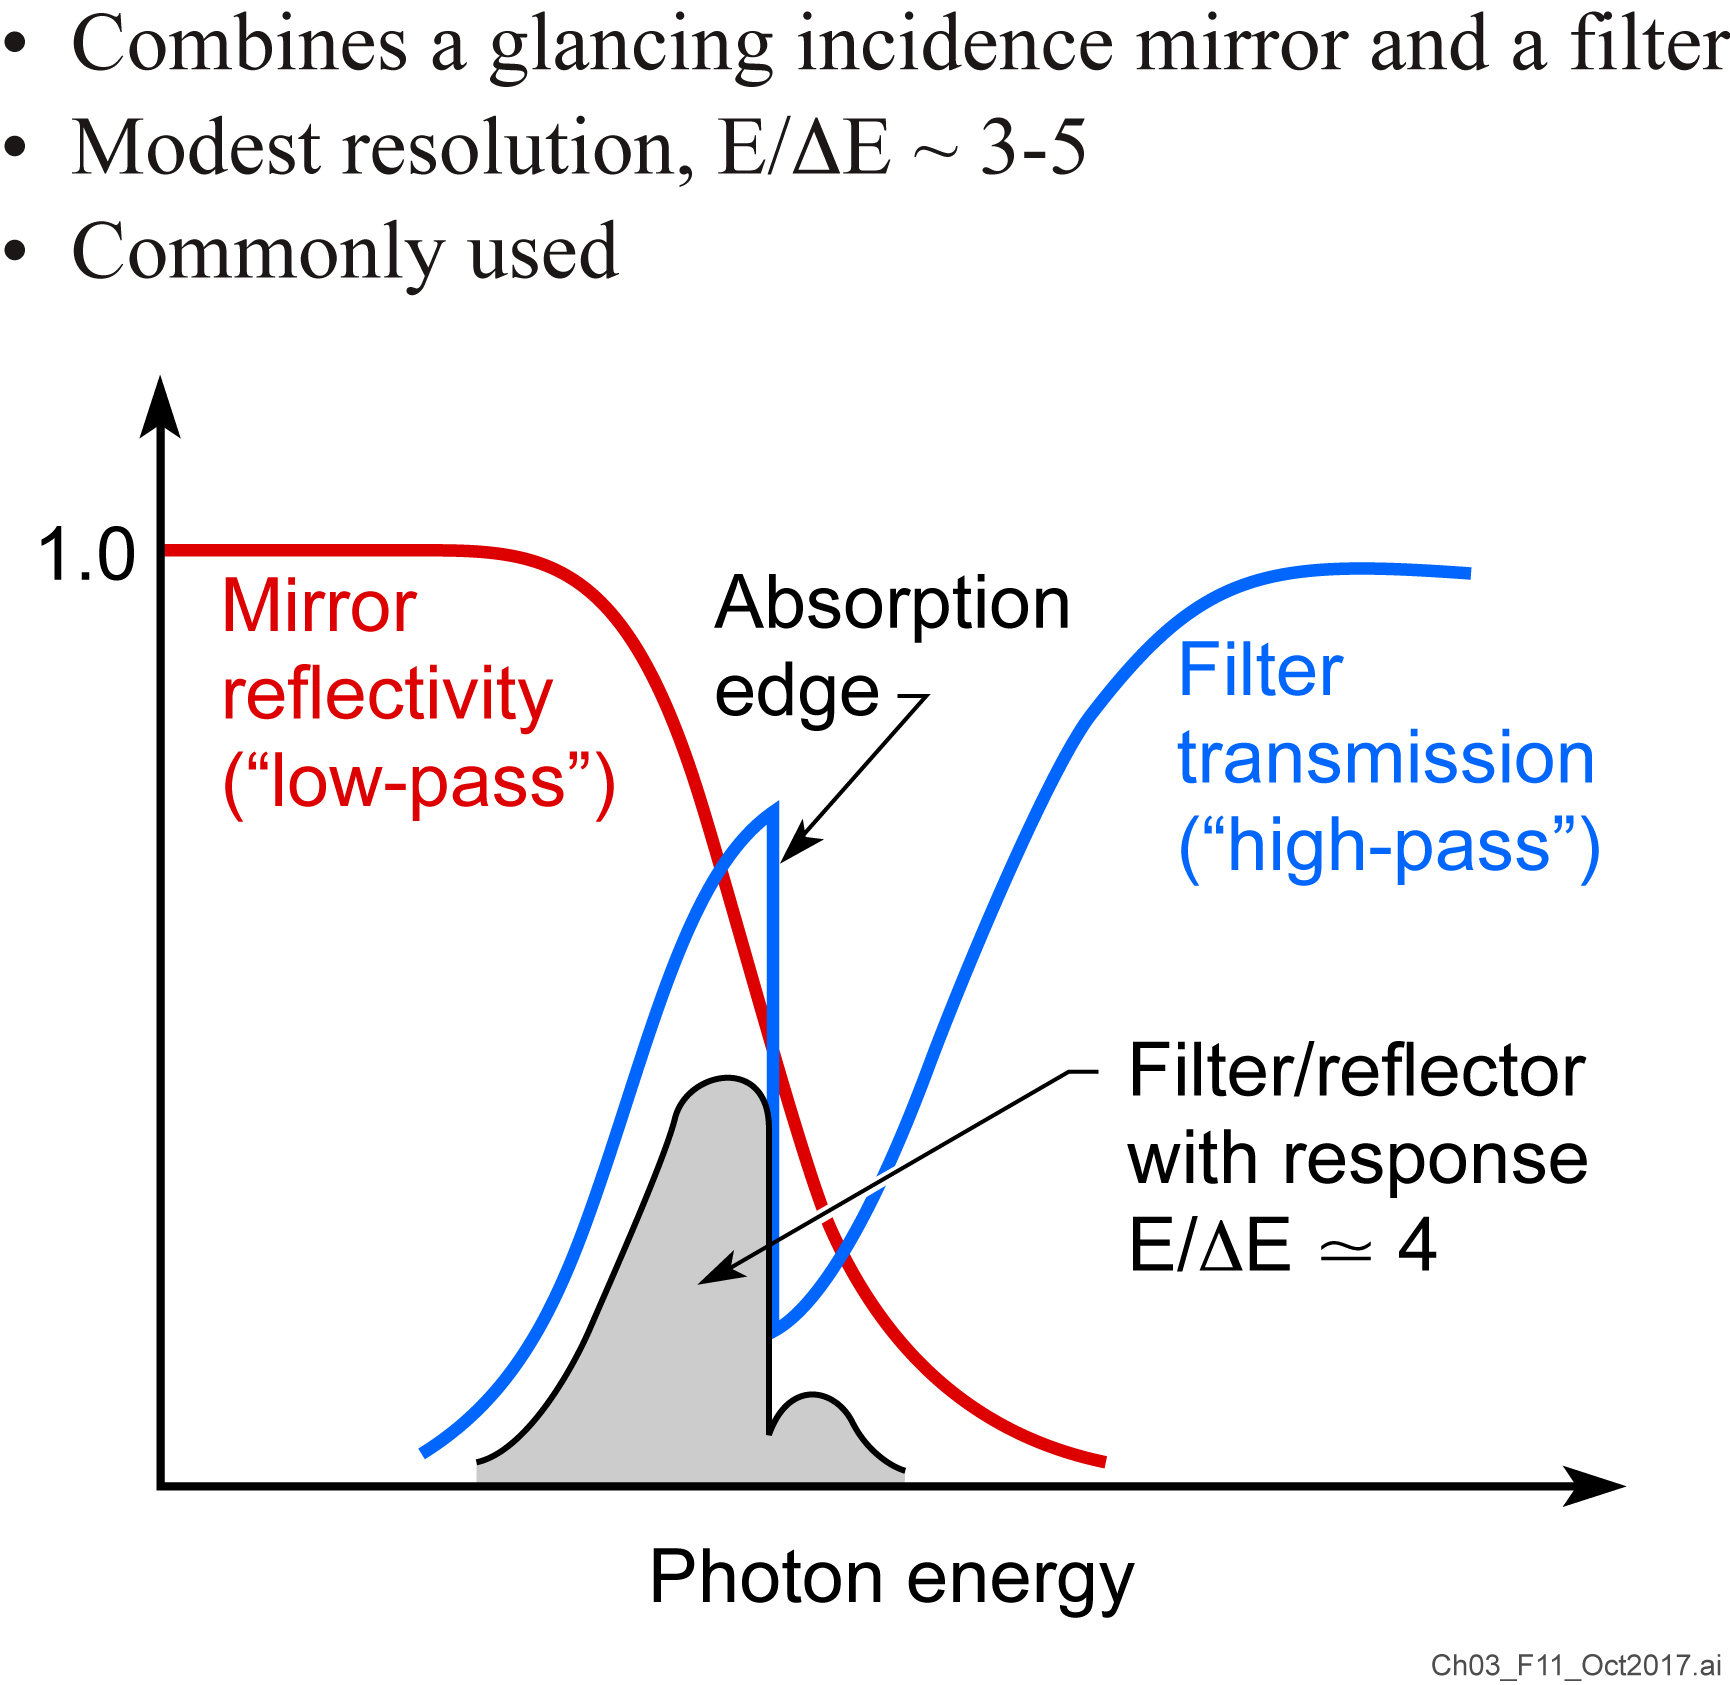 • Combines a glancing incidence mirror and a filter
• Modest resolution, E/ΔE ~ 3-5
• Commonly used
1.0
Mirror
reflectivity
(“low-pass”)
Absorption
edge
Filter
transmission
(“high-pass”)
Filter/reflector
with response
E/ΔE ≃ 4
Photon energy
Ch03_F11_Oct2017.ai